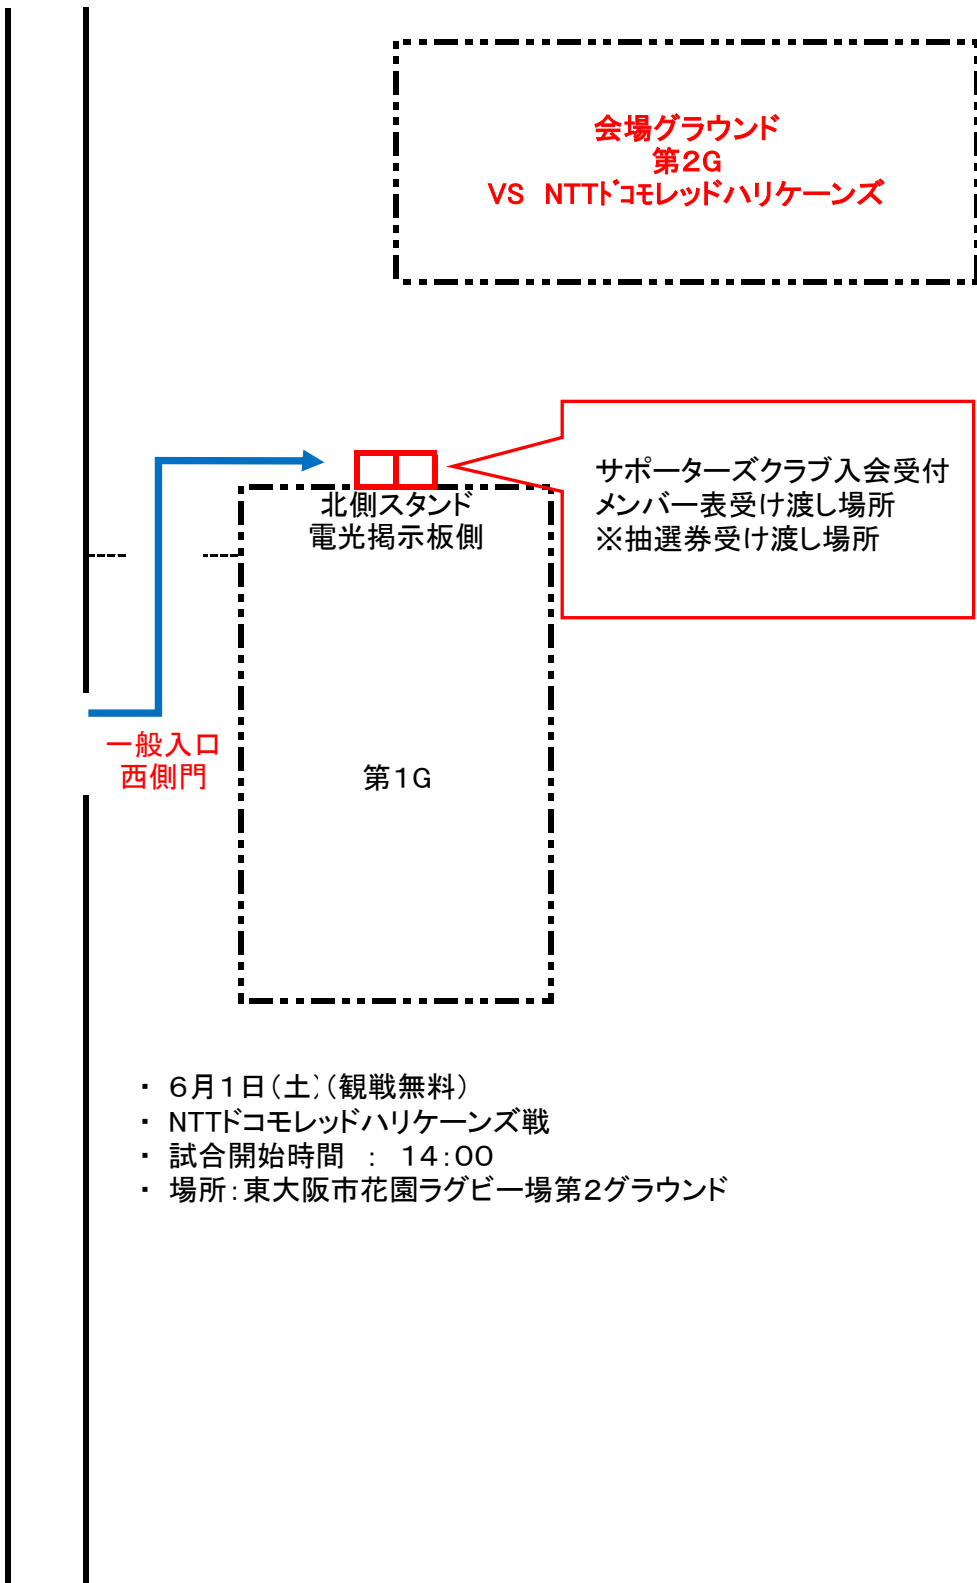 会場グラウンド
第２G
VS　NTTドコモレッドハリケーンズ
サポーターズクラブ入会受付
メンバー表受け渡し場所
※抽選券受け渡し場所
北側スタンド
電光掲示板側
一般入口
西側門
第１G
・ ６月１日（土）（観戦無料）
・ NTTドコモレッドハリケーンズ戦
・ 試合開始時間　：　１４：００
・ 場所：東大阪市花園ラグビー場第２グラウンド